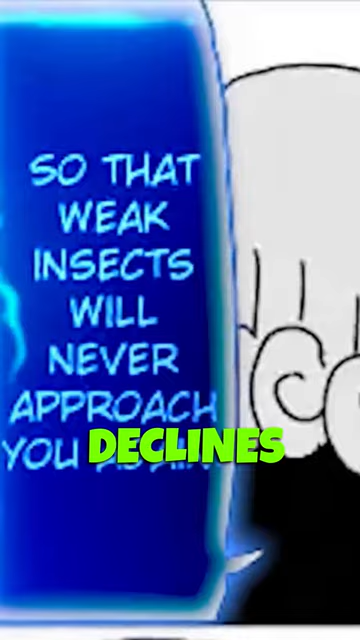 SO THAT
WEAK
INSECTS
WILL
NEVER
APPROACH
YOU
DECLINES